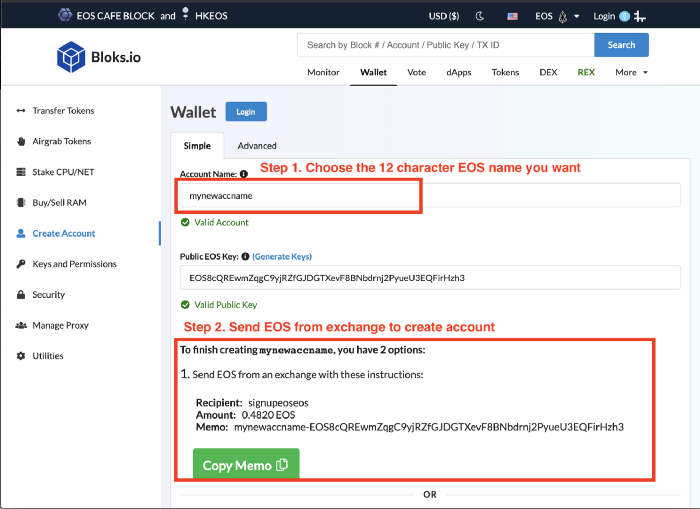 EOS CAFE BLOCK and HKEOS USD ($) EOS Login
Search by Block # / Account / Public Key / TX ID Search
Bloks.io
Monitor Wallet Vote dApps Tokens DEX REX More
Transfer Tokens
Airgrab Tokens
Stake CPU/NET
Buy/Sell RAM
Create Account
Keys and Permissions
Security
Manage Proxy
Utilities
Wallet Login
Simple Advanced
Step 1. Choose the 12 character EOS name you want
Account Name:
mynewaccname
Valid Account
Public EOS Key: (Generate Keys)
EOS8cQREwmZqgC9yjRZfGJDGTXevF8BNbdrnj2PyueU3EQFirHzh3
Valid Public Key
Step 2. Send EOS from exchange to create account
To finish creating mynewaccname, you have 2 options:
1. Send EOS from an exchange with these instructions:
Recipient: signupeoseos
Amount: 0.4820 EOS
Memo: mynewaccname-EOS8cQREwmZqgC9yjRZfGJDGTXevF8BNbdrnj2PyueU3EQFirHzh3
Copy Memo
OR